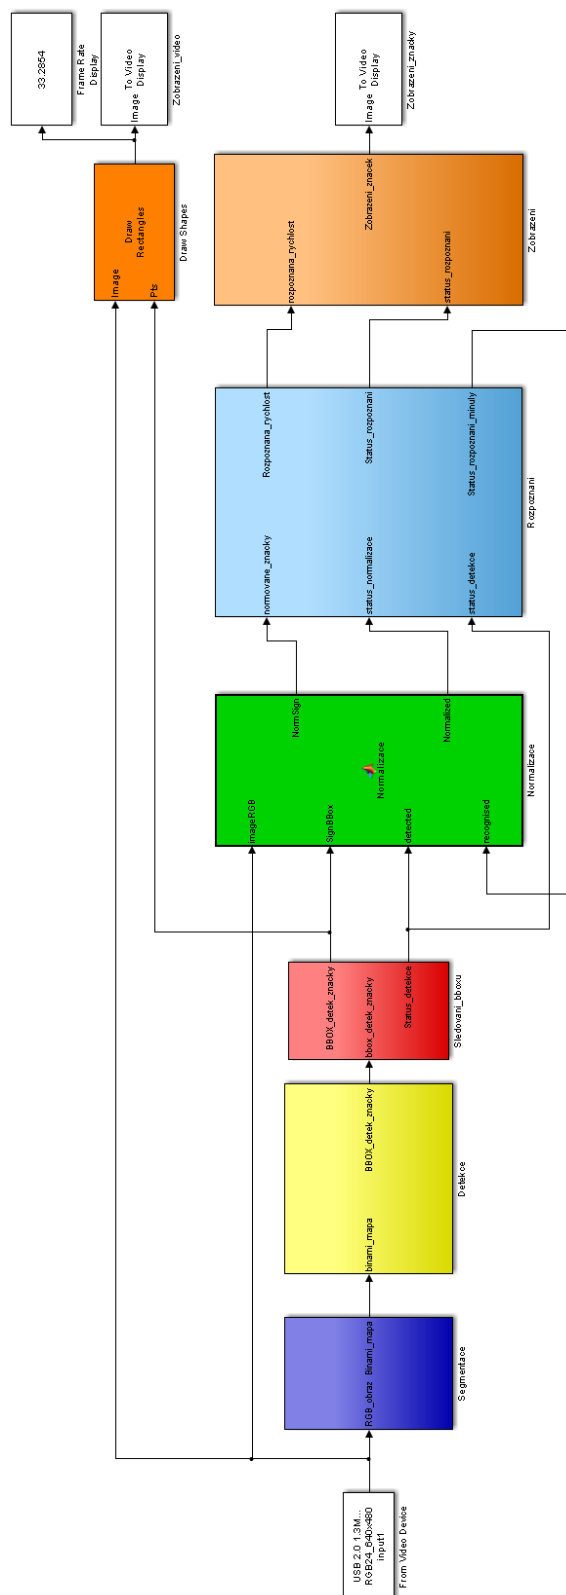 33.2854
Frame Rate
Display
Image To Video
Display
Zobrazeni_video
Draw
Rectangles
Image
Pts
Draw Shapes
Image To Video
Display
Zobrazeni_znacky
rozpoznana_rychlost
Zobrazeni_znacek
status_rozpoznani
Zobrazeni
Rozpoznana_rychlost
Status_rozpoznani
Status_rozpoznani_minuly
normovane_znacky
status_normalizace
status_detekce
Rozpoznani
NormSign
Normalized
Normalizace
imageRGB
SignBBox
detected
recognised
Normalizace
BBOX_detek_znacky
bbox_detek_znacky
Status_detekce
Sledovani_bboxu
BBOX_detek_znacky
binarni_mapa
Detekce
RGB_obraz
Binarni_mapa
Segmentace
USB 2.0 1.3M...
RGB24_640x480
input1
From Video Device